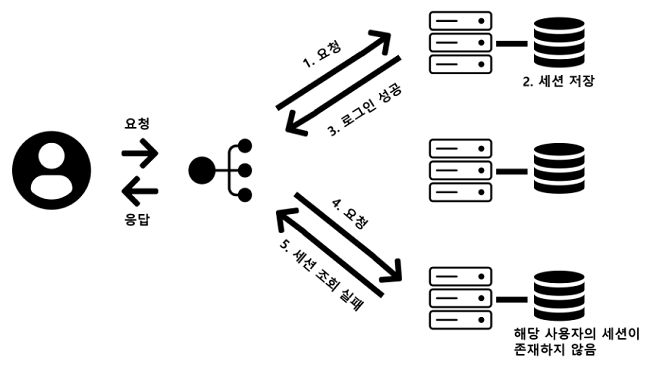 1. 요청
2. 세션 저장
3. 로그인 성공
요청
응답
4. 요청
5. 세션 조회 실패
해당 사용자의 세션이
존재하지 않음